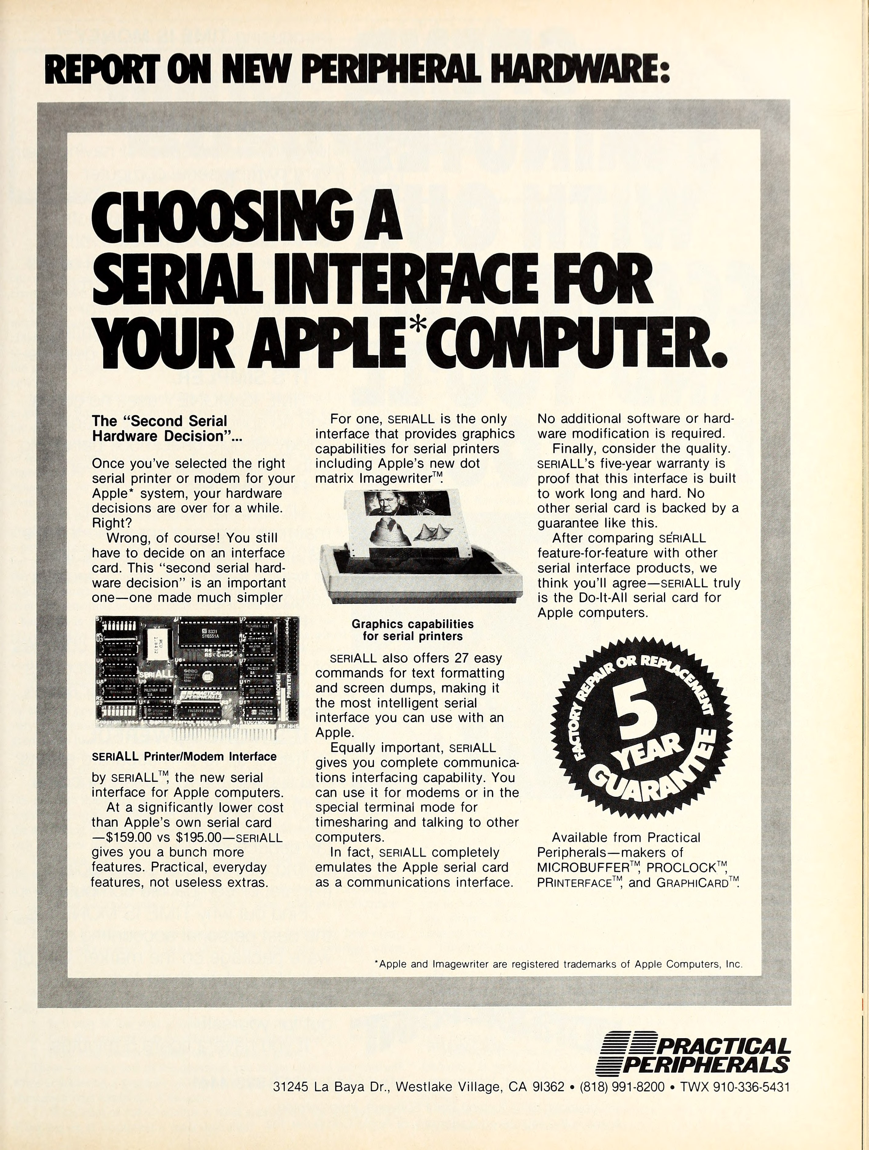 REPORT ON NEW PERIPHERAL HARDWARE:
CHOOSING A
SERIAL INTERFACE FOR
YOUR APPLE*COMPUTER.
The “Second Serial
Hardware Decision”...
Once you've selected the right
serial printer or modem for your
Apple* system, your hardware
decisions are over for a while.
Right?
Wrong, of course! You still
have to decide on an interface
card. This “second serial hard-
ware decision” is an important
one—one made much simpler
SERIALL
MODEM
PRINTER
SERIALL Printer/Modem Interface
by SERIALL™, the new serial
interface for Apple computers.
At a significantly lower cost
than Apple's own serial card
—$159.00 vs $195.00—SERIALL
gives you a bunch more
features. Practical, everyday
features, not useless extras.
For one, SERIALL is the only
interface that provides graphics
capabilities for serial printers
including Apple's new dot
matrix Imagewriter™.
Graphics capabilities
for serial printers
SERIALL also offers 27 easy
commands for text formatting
and screen dumps, making it
the most intelligent serial
interface you can use with an
Apple.
Equally important, SERIALL
gives you complete communica-
tions interfacing capability. You
can use it for modems or in the
special terminal mode for
timesharing and talking to other
computers.
In fact, SERIALL completely
emulates the Apple serial card
as a communications interface.
No additional software or hard-
ware modification is required.
Finally, consider the quality.
SERIALL's five-year warranty is
proof that this interface is built
to work long and hard. No
other serial card is backed by a
guarantee like this.
After comparing SERIALL
feature-for-feature with other
serial interface products, we
think you'll agree—SERIALL truly
is the Do-It-All serial card for
Apple computers.
FACTORY REPAIR OR REPLACEMENT
5
YEAR
GUARANTEE
Available from Practical
Peripherals—makers of
MICROBUFFER™, PROCLOCK™,
PRINTERFACE™, and GRAPHICARD™.
*Apple and Imagewriter are registered trademarks of Apple Computers, Inc.
PRACTICAL
PERIPHERALS
31245 La Baya Dr., Westlake Village, CA 91362 • (818) 991-8200 • TWX 910-336-5431